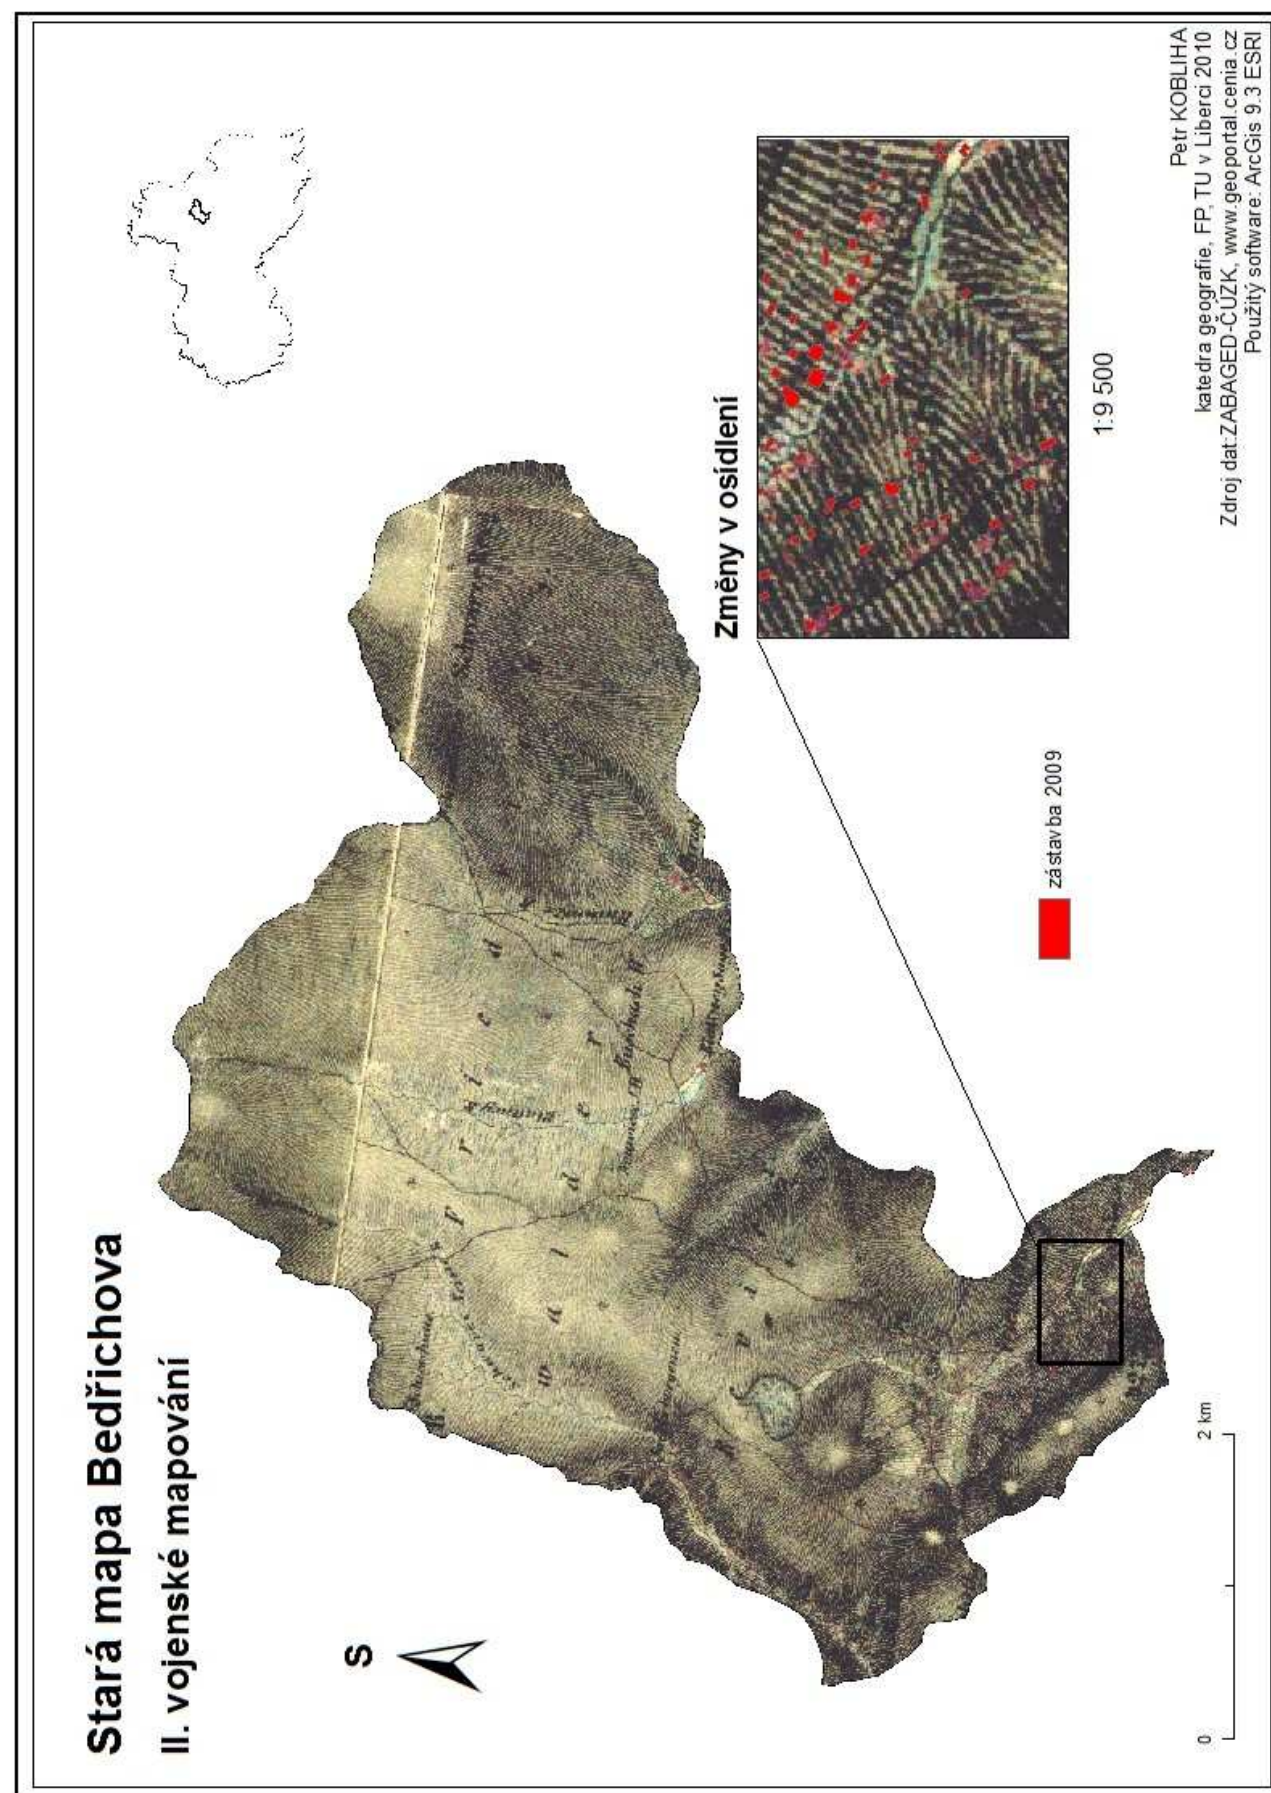 Stará mapa Bedřichova
II. vojenské mapování
S
Změny v osídlení
1:9 500
zástavba 2009
0
2 km
Petr KOBLIHA
katedra geografie, FP, TU v Liberci 2010
Zdroj dat:ZABAGED-ČUZK, www.geoportal.cenia.cz
Použitý software: ArcGis 9.3 ESRI